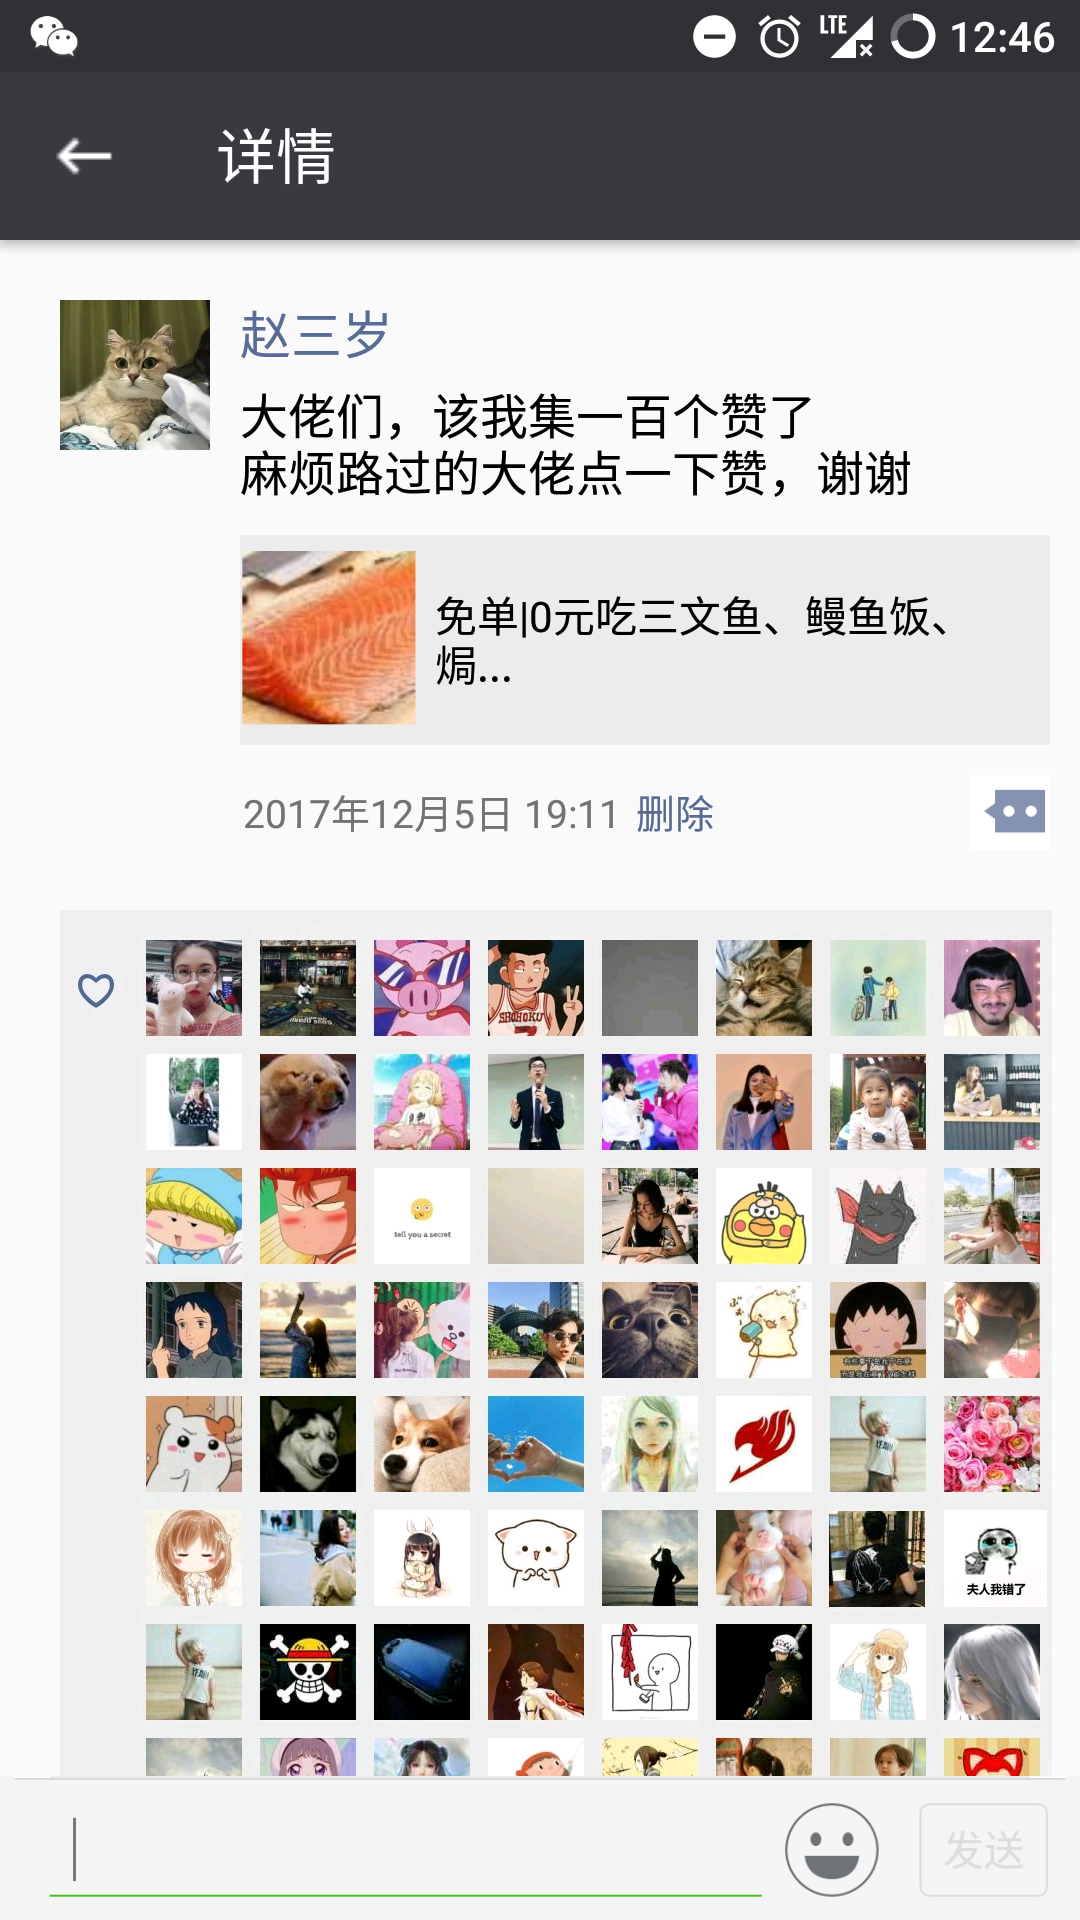 LTE 12:46
详情
赵三岁
大佬们，该我集一百个赞了
麻烦路过的大佬点一下赞，谢谢
免单|0元吃三文鱼、鳗鱼饭、
焗...
2017年12月5日 19:11 删除
SHOHOKU
tell you a secret
夫人我错了
发送